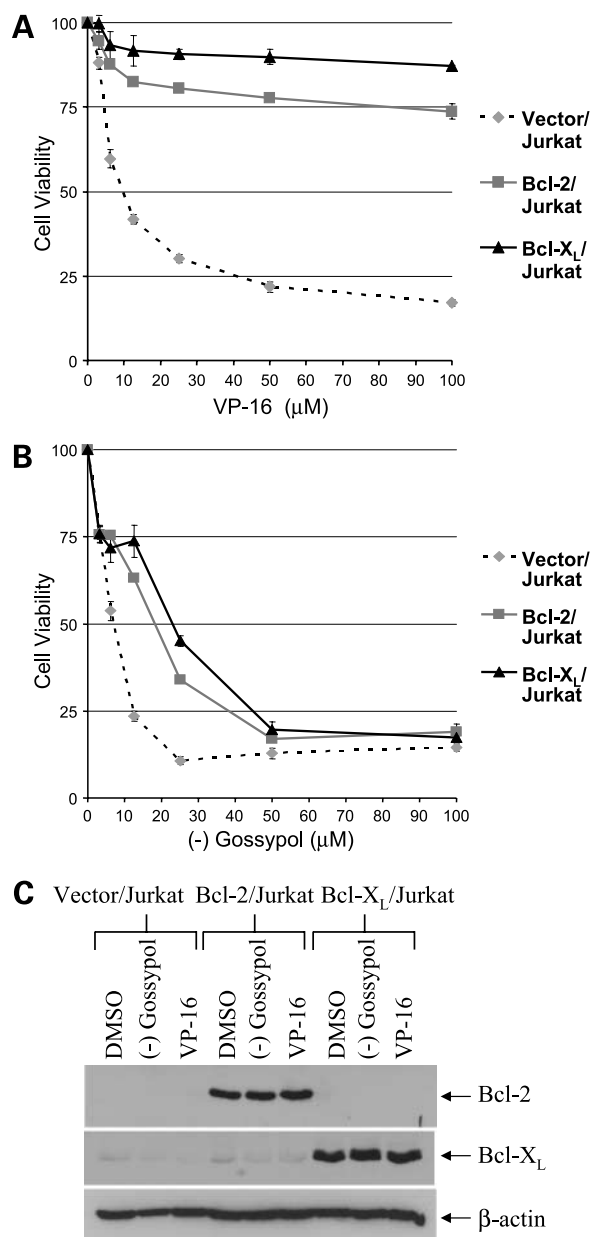 A
100
75
50
25
0
Cell Viability
0 10 20 30 40 50 60 70 80 90 100
VP-16 (μM)
Vector/
Jurkat
Bcl-2/
Jurkat
Bcl-XL/
Jurkat
B
100
75
50
25
0
Cell Viability
0 10 20 30 40 50 60 70 80 90 100
(-) Gossypol (μM)
Vector/
Jurkat
Bcl-2/
Jurkat
Bcl-XL/
Jurkat
C
Vector/Jurkat Bcl-2/Jurkat Bcl-XL/Jurkat
DMSO
(-) Gossypol
VP-16
DMSO
(-) Gossypol
VP-16
DMSO
(-) Gossypol
VP-16
Bcl-2
Bcl-XL
β-actin